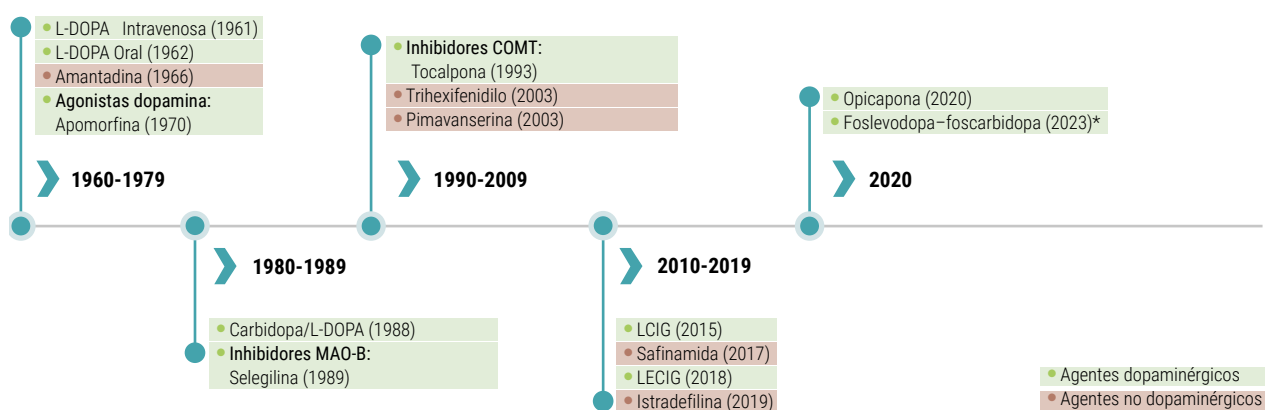 L-DOPA Intravenosa (1961)
L-DOPA Oral (1962)
Amantadina (1966)
Agonistas dopamina:
Apomorfina (1970)
1960-1979
1980-1989
Carbidopa/L-DOPA (1988)
Inhibidores MAO-B:
Selegilina (1989)
Inhibidores COMT:
Tocalpona (1993)
Trihexifenidilo (2003)
Pimavanserina (2003)
1990-2009
2010-2019
LCIG (2015)
Safinamida (2017)
LECIG (2018)
Istradefilina (2019)
Opicapona (2020)
Foslevodopa–foscarbidopa (2023)*
2020
Agentes dopaminérgicos
Agentes no dopaminérgicos